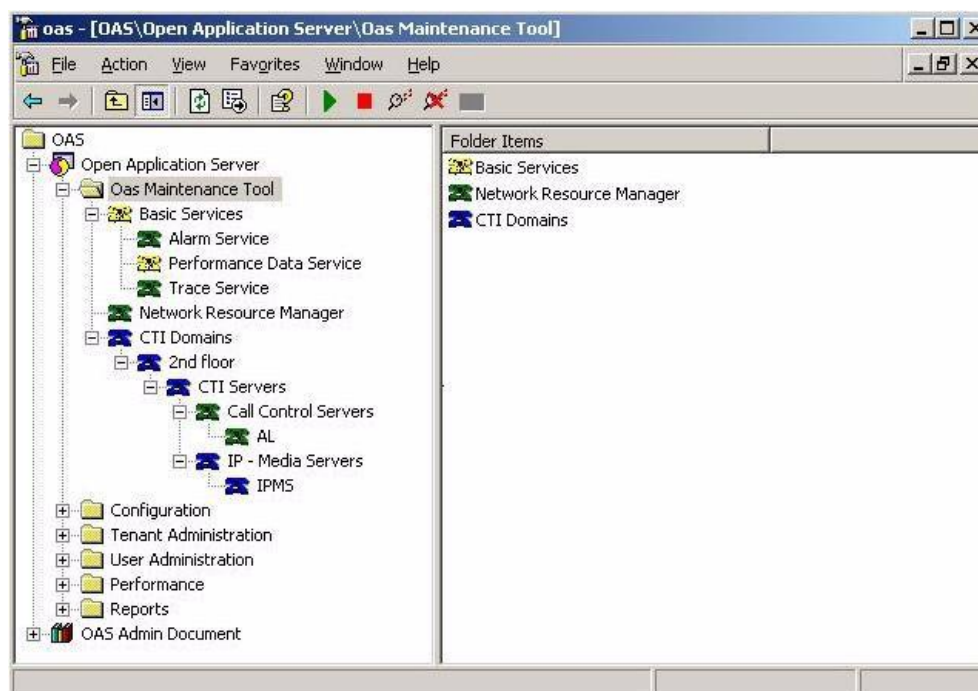 oas - [OAS\Open Application Server\Oas Maintenance Tool]
File Action View Favorites Window Help
OAS
Open Application Server
Oas Maintenance Tool
Basic Services
Alarm Service
Performance Data Service
Trace Service
Network Resource Manager
CTI Domains
2nd floor
CTI Servers
Call Control Servers
AL
IP - Media Servers
IPMS
Configuration
Tenant Administration
User Administration
Performance
Reports
OAS Admin Document
Folder Items
Basic Services
Network Resource Manager
CTI Domains